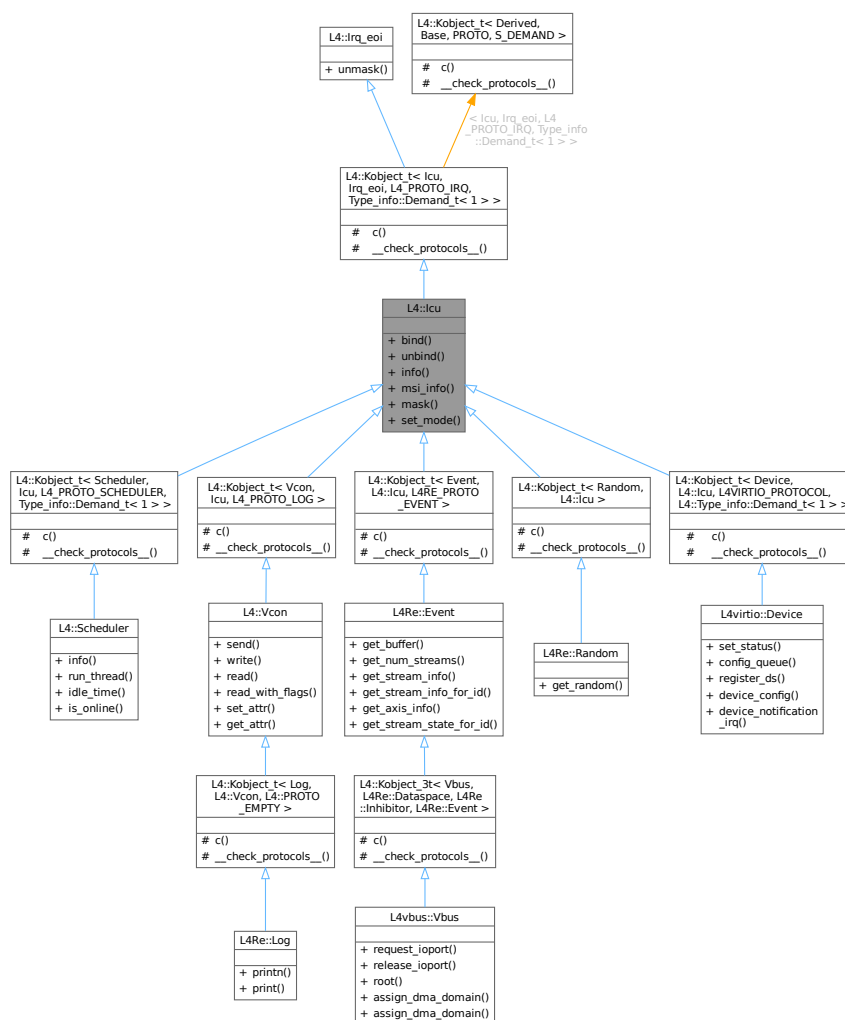 L4::Irq_eoi
+ unmask()
L4::Kobject_t< Derived,
Base, PROTO, S_DEMAND >
# c()
# __check_protocols__()
< Icu, Irq_eoi, L4
_PROTO_IRQ, Type_info
::Demand_t< 1 > >
L4::Kobject_t< Icu,
Irq_eoi, L4_PROTO_IRQ,
Type_info::Demand_t< 1 > >
# c()
# __check_protocols__()
L4::Icu
+ bind()
+ unbind()
+ info()
+ msi_info()
+ mask()
+ set_mode()
L4::Kobject_t< Scheduler,
Icu, L4_PROTO_SCHEDULER,
Type_info::Demand_t< 1 > >
# c()
# __check_protocols__()
L4::Kobject_t< Vcon,
Icu, L4_PROTO_LOG >
# c()
# __check_protocols__()
L4::Kobject_t< Event,
L4::Icu, L4RE_PROTO
_EVENT >
# c()
# __check_protocols__()
L4::Kobject_t< Random,
L4::Icu >
# c()
# __check_protocols__()
L4::Kobject_t< Device,
L4::Icu, L4VIRTIO_PROTOCOL,
L4::Type_info::Demand_t< 1 > >
# c()
# __check_protocols__()
L4::Scheduler
+ info()
+ run_thread()
+ idle_time()
+ is_online()
L4::Vcon
+ send()
+ write()
+ read()
+ read_with_flags()
+ set_attr()
+ get_attr()
L4Re::Event
+ get_buffer()
+ get_num_streams()
+ get_stream_info()
+ get_stream_info_for_id()
+ get_axis_info()
+ get_stream_state_for_id()
L4Re::Random
+ get_random()
L4virtio::Device
+ set_status()
+ config_queue()
+ register_ds()
+ device_config()
+ device_notification
_irq()
L4::Kobject_t< Log,
L4::Vcon, L4::PROTO
_EMPTY >
# c()
# __check_protocols__()
L4::Kobject_3t< Vbus,
L4Re::Dataspace, L4Re
::Inhibitor, L4Re::Event >
# c()
# __check_protocols__()
L4Re::Log
+ printn()
+ print()
L4vbus::Vbus
+ request_ioport()
+ release_ioport()
+ root()
+ assign_dma_domain()
+ assign_dma_domain()